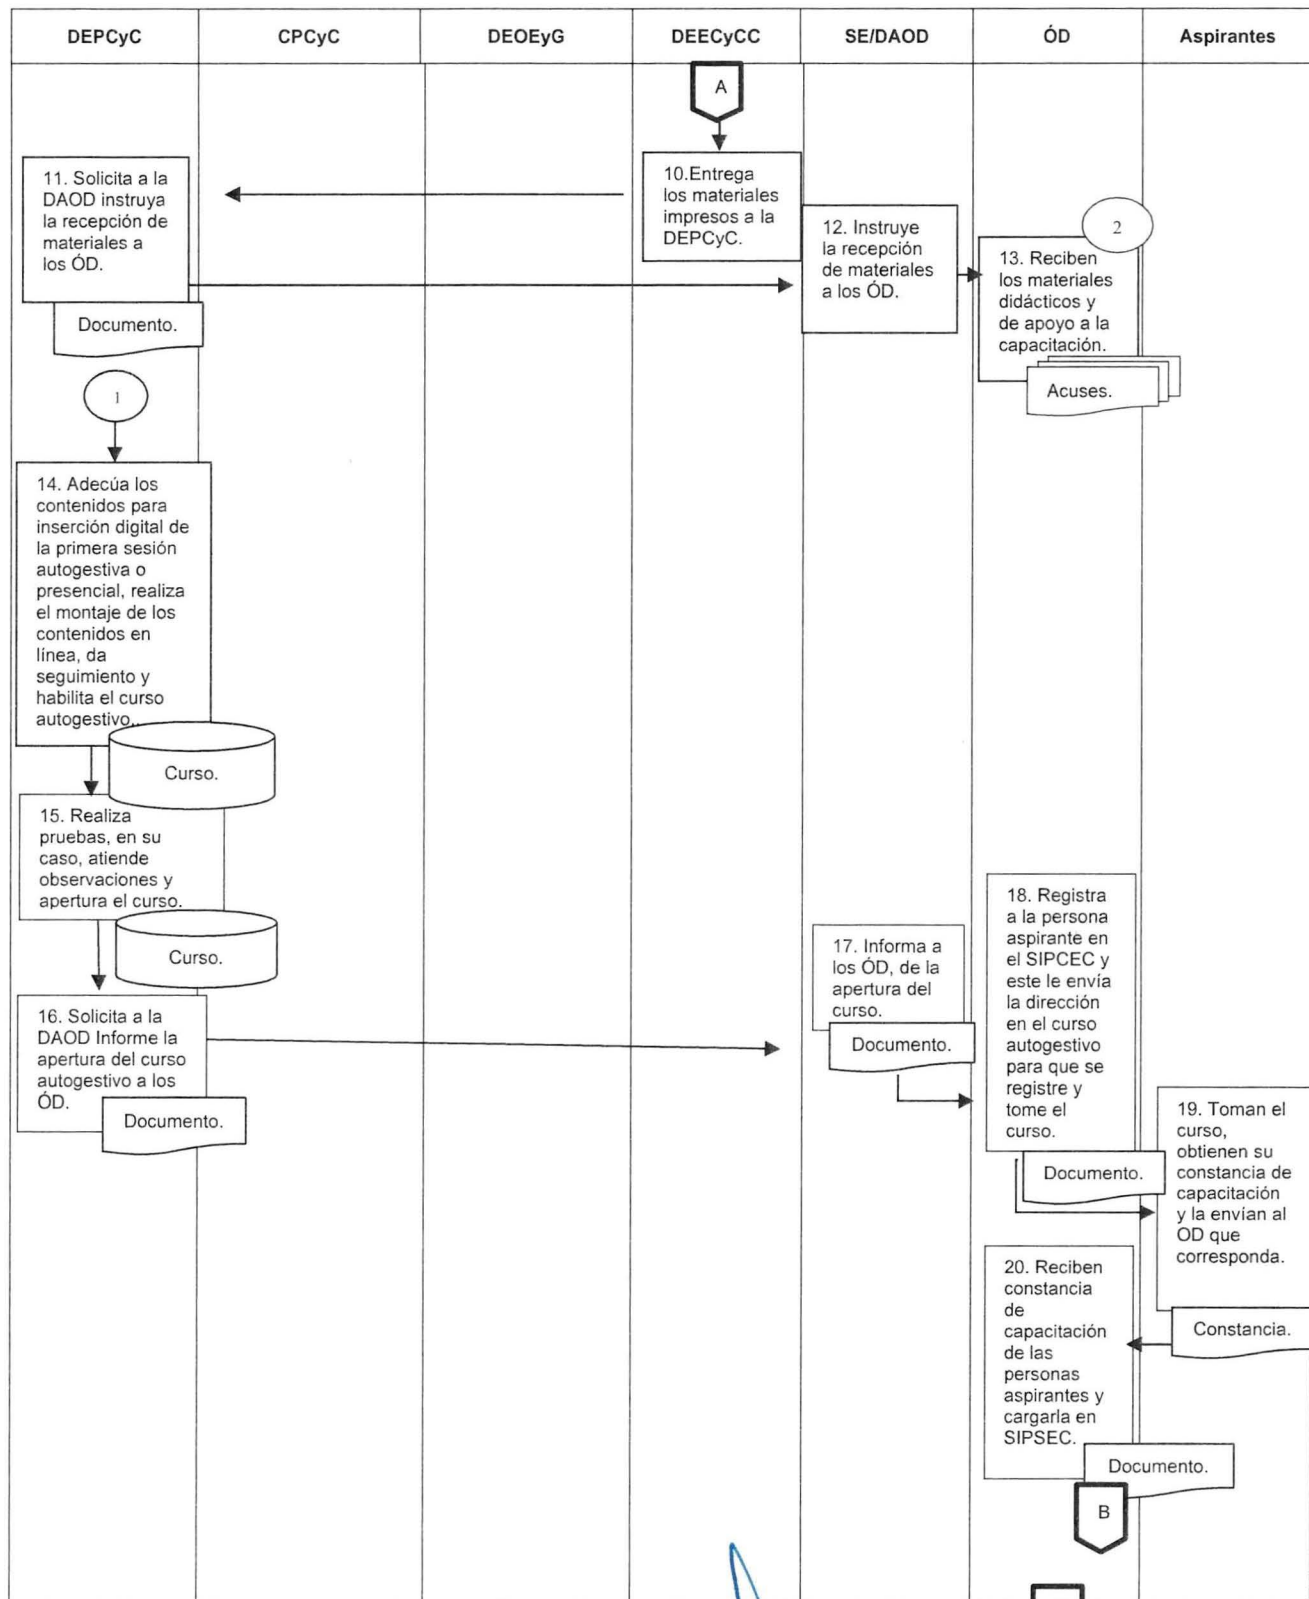 DEPCyC
CPCyC
DEOEyG
DEECyCC
SE/DAOD
ÓD
Aspirantes
A
10.Entrega
los materiales
impresos a la
DEPCyC.
11. Solicita a la
DAOD instruya
la recepción de
materiales a
los ÓD.
Documento.
12. Instruye
la recepción
de materiales
a los ÓD.
2
13. Reciben
los materiales
didácticos y
de apoyo a la
capacitación.
Acuses.
1
14. Adecúa los
contenidos para
inserción digital de
la primera sesión
autogestiva o
presencial, realiza
el montaje de los
contenidos en
línea, da
seguimiento y
habilita el curso
autogestivo..
Curso.
15. Realiza
pruebas, en su
caso, atiende
observaciones y
apertura el curso.
Curso.
16. Solicita a la
DAOD Informe la
apertura del curso
autogestivo a los
ÓD.
Documento.
17. Informa a
los ÓD, de la
apertura del
curso.
Documento.
18. Registra
a la persona
aspirante en
el SIPCEC y
este le envía
la dirección
en el curso
autogestivo
para que se
registre y
tome el
curso.
Documento.
19. Toman el
curso,
obtienen su
constancia de
capacitación
y la envían al
OD que
corresponda.
Constancia.
20. Reciben
constancia
de
capacitación
de las
personas
aspirantes y
cargarla en
SIPSEC.
Documento.
B